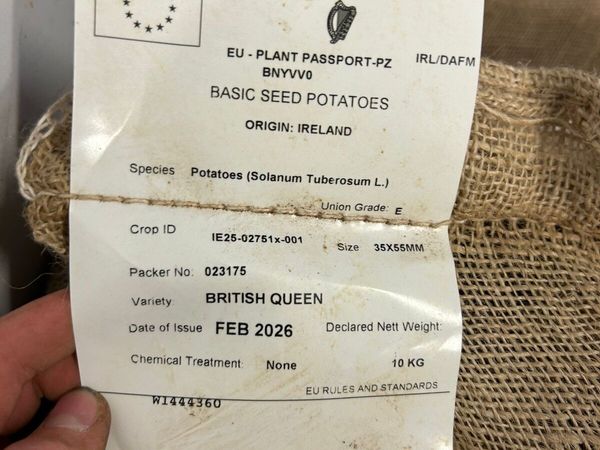 EU - PLANT PASSPORT-PZ IRL/DAFM
BNYVV0
BASIC SEED POTATOES
ORIGIN: IRELAND
Species Potatoes (Solanum Tuberosum L.)
Union Grade: E
Crop ID IE25-02751x-001 Size 35X55MM
Packer No: 023175
Variety: BRITISH QUEEN
Date of Issue FEB 2026 Declared Nett Weight:
Chemical Treatment: None 10 KG
EU RULES AND STANDARDS
W1444360